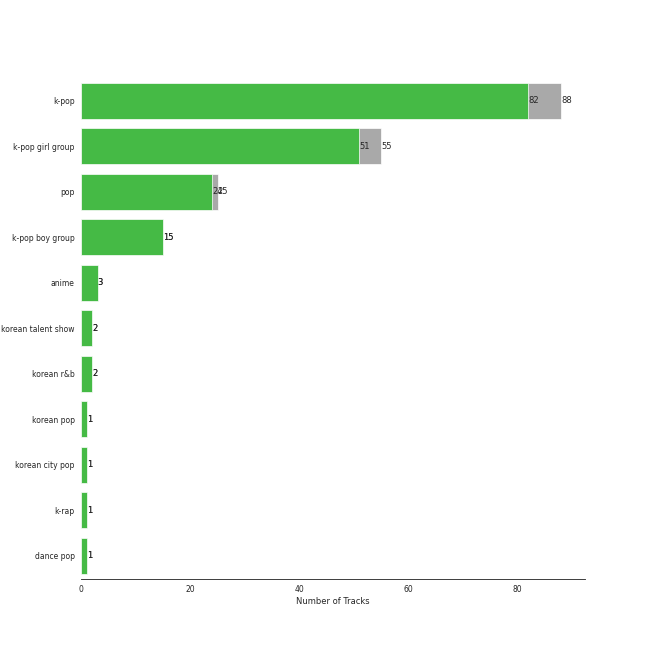 k-pop 82 88
k-pop girl group 51 55
pop 24 25
k-pop boy group 15
anime 3
korean talent show 2
korean r&b 2
korean pop 1
korean city pop 1
k-rap 1
dance pop 1
0 20 40 60 80
Number of Tracks